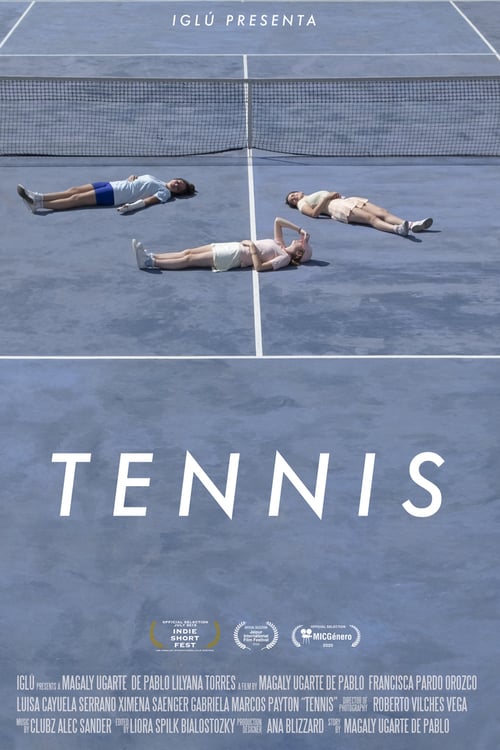 IGLÚ PRESENTA
TENNIS
OFFICIAL SELECTION
JULY 2019
INDIE
SHORT
FEST
OFFICIAL SELECTION
Jaipur
International
Film Festival
OFFICIAL SELECTION
MICGénero
2020
IGLÚ PRESENTS A MAGALY UGARTE DE PABLO LILYANA TORRES A FILM BY MAGALY UGARTE DE PABLO FRANCISCA PARDO OROZCO
LUISA CAYUELA SERRANO XIMENA SAENGER GABRIELA MARCOS PAYTON "TENNIS" DIRECTOR OF PHOTOGRAPHY ROBERTO VILCHES VEGA
MUSIC BY CLUBZ ALEC SANDER EDITED BY LIORA SPILK BIALOSTOZKY PRODUCTION DESIGNER ANA BLIZZARD STORY BY MAGALY UGARTE DE PABLO